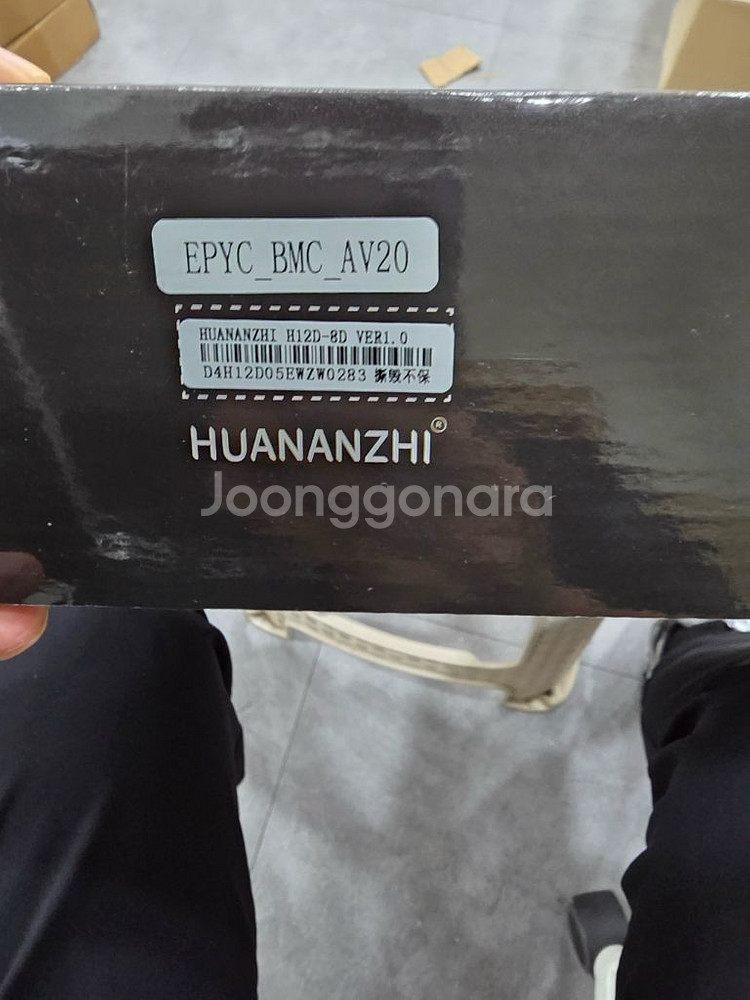 EPYC_BMC_AV20
HUANANZHI H12D-8D VER1.0
D4H12D05EWZW0283 撕毁不保
HUANANZHI®
Joonggonara